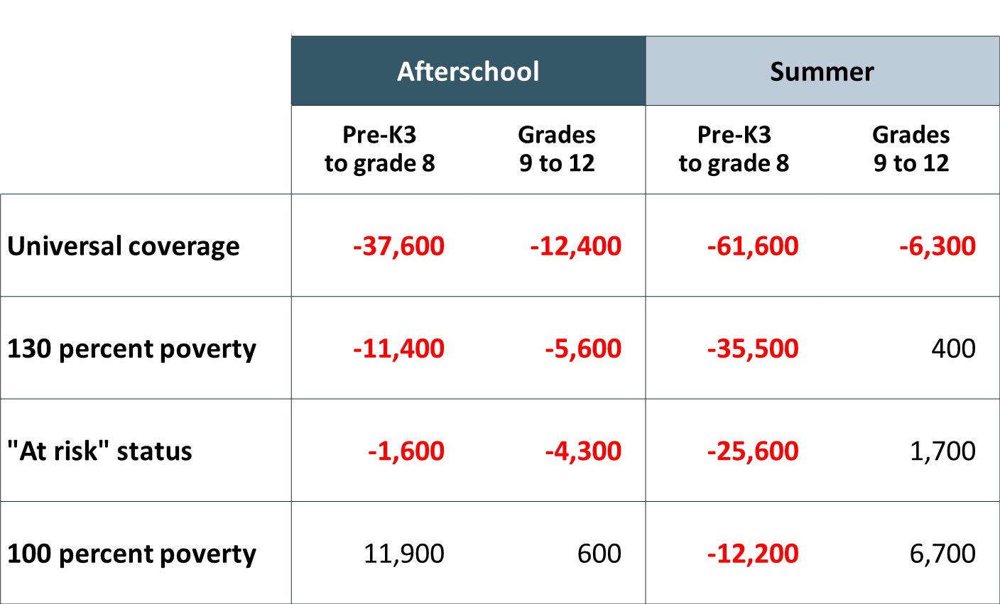 Afterschool Summer
Pre-K3 Grades Pre-K3 Grades
to grade 8 9 to 12 to grade 8 9 to 12
Universal coverage -37,600 -12,400 -61,600 -6,300
130 percent poverty -11,400 -5,600 -35,500 400
"At risk" status -1,600 -4,300 -25,600 1,700
100 percent poverty 11,900 600 -12,200 6,700